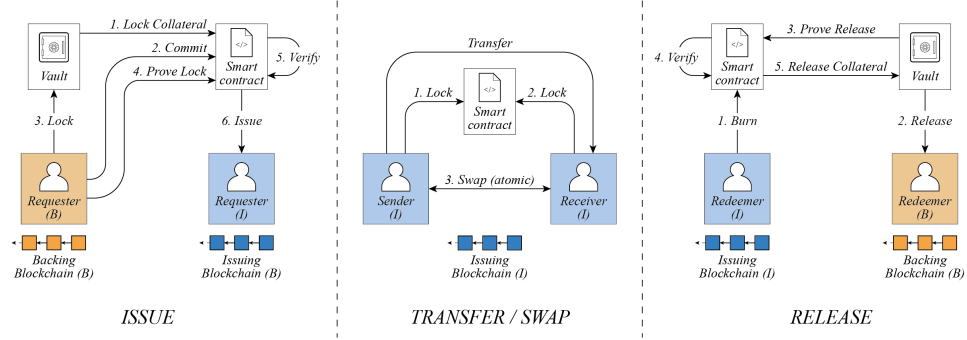 1. Lock Collateral
2. Commit
4. Prove Lock
5. Verify
Vault
</>
Smart
contract
3. Lock
6. Issue
Requester
(B)
Requester
(I)
Backing
Blockchain (B)
Issuing
Blockchain (B)
ISSUE
Transfer
1. Lock
2. Lock
</>
Smart
contract
3. Swap (atomic)
Sender
(I)
Receiver
(I)
Issuing
Blockchain (I)
TRANSFER / SWAP
3. Prove Release
4. Verify
5. Release Collateral
</>
Smart
contract
Vault
1. Burn
2. Release
Redeemer
(I)
Redeemer
(B)
Issuing
Blockchain (I)
Backing
Blockchain (B)
RELEASE